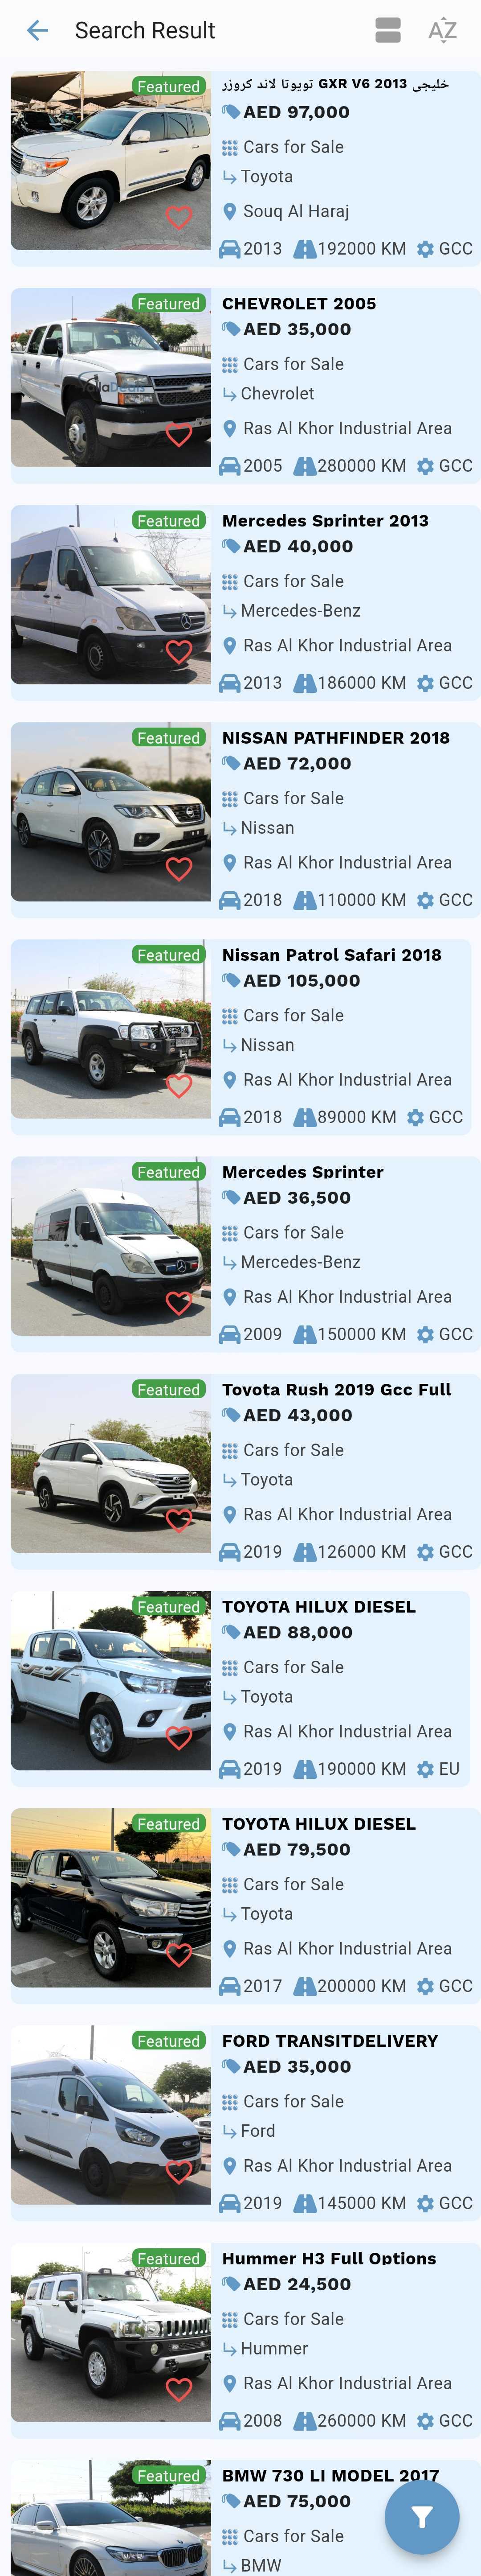 Search Result
AZ
Featured
خليجى GXR V6 2013 تويوتا لاند كروزر
AED 97,000
Cars for Sale
Toyota
Souq Al Haraj
2013 192000 KM GCC
Featured
CHEVROLET 2005
AED 35,000
Cars for Sale
Chevrolet
Ras Al Khor Industrial Area
2005 280000 KM GCC
Featured
Mercedes Sprinter 2013
AED 40,000
Cars for Sale
Mercedes-Benz
Ras Al Khor Industrial Area
2013 186000 KM GCC
Featured
NISSAN PATHFINDER 2018
AED 72,000
Cars for Sale
Nissan
Ras Al Khor Industrial Area
2018 110000 KM GCC
Featured
Nissan Patrol Safari 2018
AED 105,000
Cars for Sale
Nissan
Ras Al Khor Industrial Area
2018 89000 KM GCC
Featured
Mercedes Sprinter
AED 36,500
Cars for Sale
Mercedes-Benz
Ras Al Khor Industrial Area
2009 150000 KM GCC
Featured
Toyota Rush 2019 Gcc Full
AED 43,000
Cars for Sale
Toyota
Ras Al Khor Industrial Area
2019 126000 KM GCC
Featured
TOYOTA HILUX DIESEL
AED 88,000
Cars for Sale
Toyota
Ras Al Khor Industrial Area
2019 190000 KM EU
Featured
TOYOTA HILUX DIESEL
AED 79,500
Cars for Sale
Toyota
Ras Al Khor Industrial Area
2017 200000 KM GCC
Featured
FORD TRANSITDELIVERY
AED 35,000
Cars for Sale
Ford
Ras Al Khor Industrial Area
2019 145000 KM GCC
Featured
Hummer H3 Full Options
AED 24,500
Cars for Sale
Hummer
Ras Al Khor Industrial Area
2008 260000 KM GCC
Featured
BMW 730 LI MODEL 2017
AED 75,000
Cars for Sale
BMW